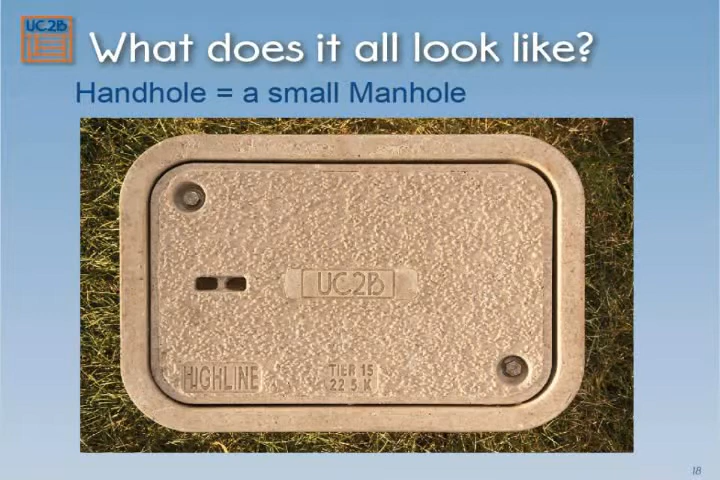 UC2B
What does it all look like?
Handhole = a small Manhole
UC2B
HIGHLINE
TIER 15
22.5 K
18